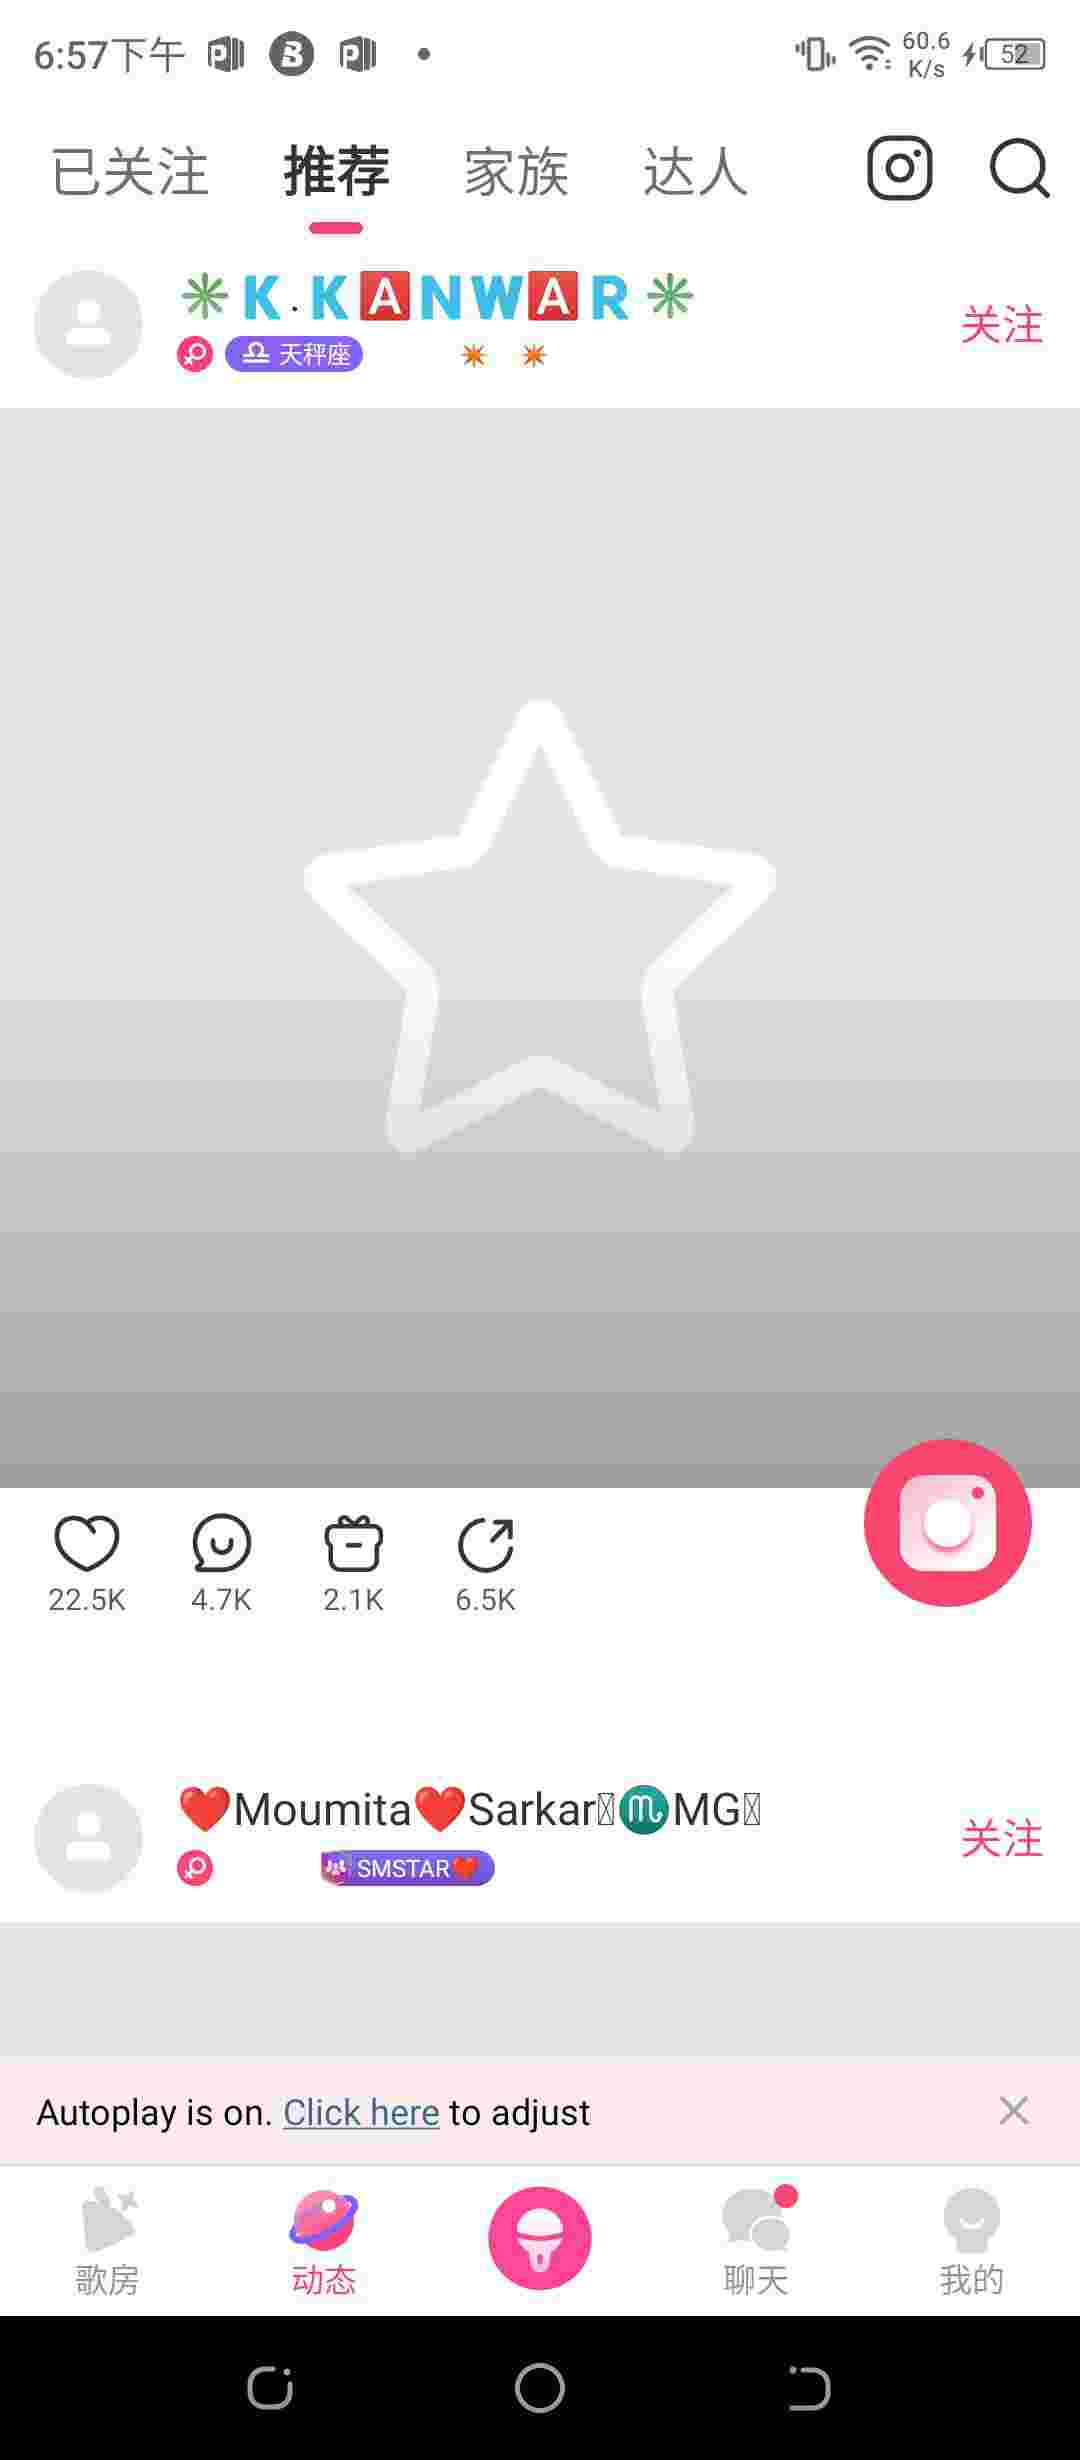 6:57下午
60.6
K/s
52
已关注 推荐 家族 达人
✳️K.K🅰️NW🅰️R✳️
关注
天秤座 💥 💥
22.5K 4.7K 2.1K 6.5K
❤️Moumita❤️Sarkar♏MG
关注
SMSTAR❤️
Autoplay is on. Click here to adjust
歌房 动态 聊天 我的